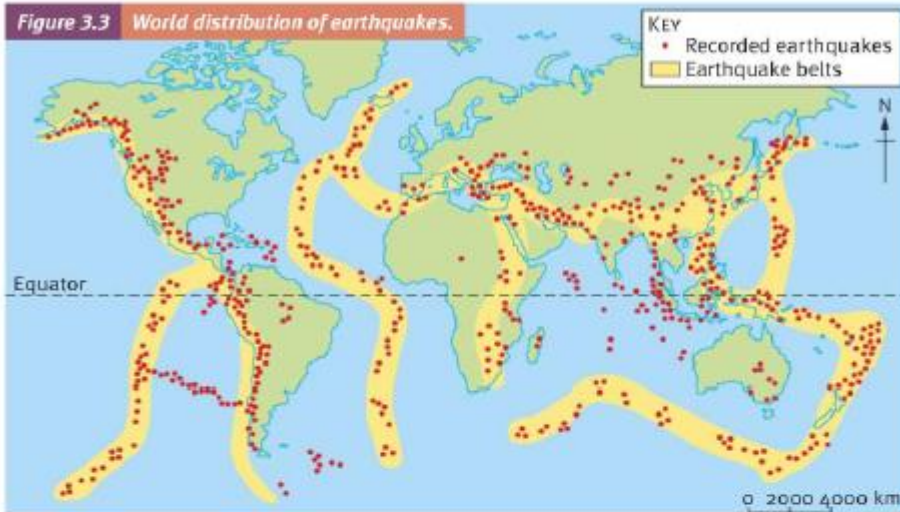 Figure 3.3 World distribution of earthquakes.
KEY
Recorded earthquakes
Earthquake belts
N
Equator
0 2000 4000 km